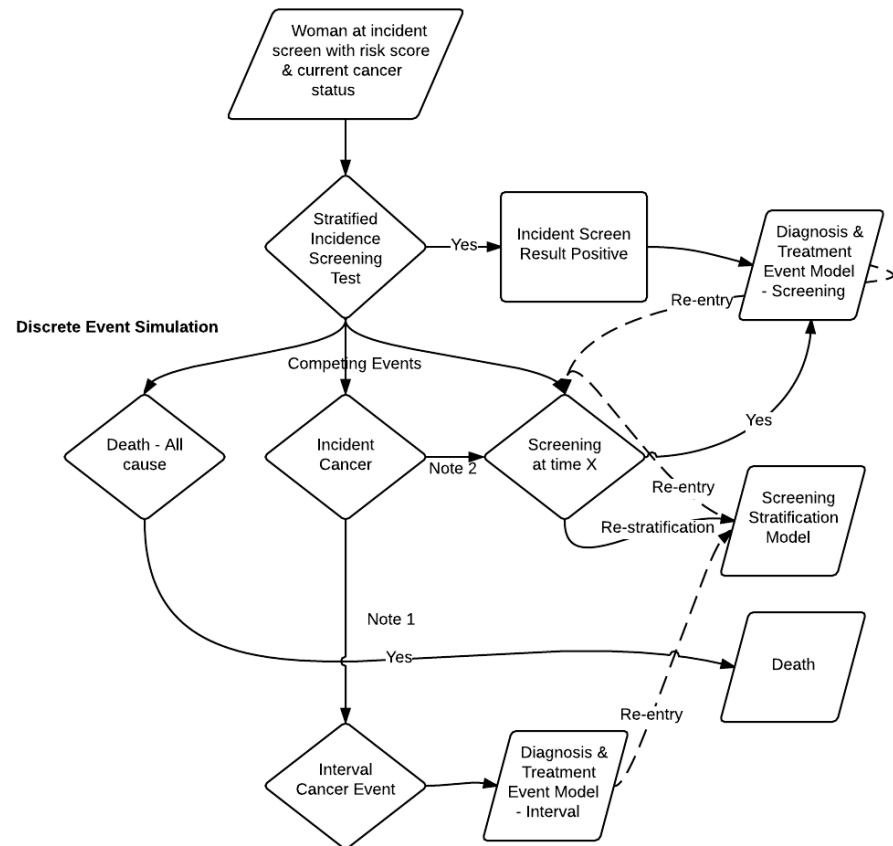 Woman at incident
screen with risk score
& current cancer
status
Stratified
Incidence
Screening
Test
Yes
Incident Screen
Result Positive
Diagnosis &
Treatment
Event Model
- Screening
Re-entry
Discrete Event Simulation
Competing Events
Death - All
cause
Incident
Cancer
Note 2
Screening
at time X
Yes
Re-entry
Re-stratification
Screening
Stratification
Model
Note 1
Yes
Death
Re-entry
Interval
Cancer Event
Diagnosis &
Treatment
Event Model
- Interval